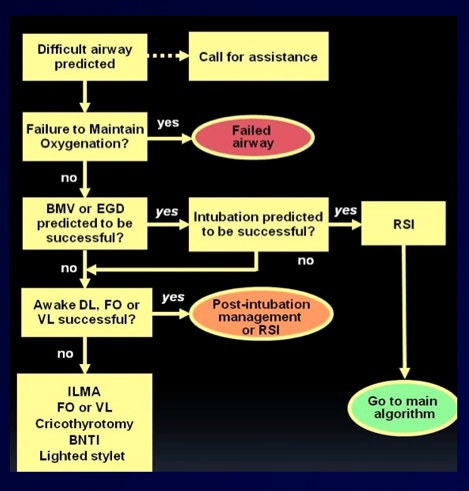 Difficult airway
predicted
Call for assistance
Failure to Maintain
Oxygenation?
yes
Failed
airway
no
BMV or EGD
predicted to be
successful?
yes
Intubation predicted
to be successful?
yes
RSI
no
no
Awake DL, FO or
VL successful?
yes
Post-intubation
management
or RSI
no
ILMA
FO or VL
Cricothyrotomy
BNTI
Lighted stylet
Go to main
algorithm